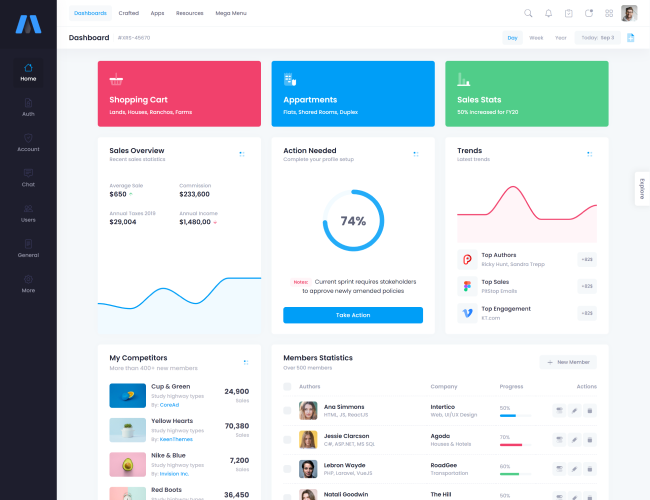 Dashboards Crafted Apps Resources Mega Menu
Dashboard #XRS-45670 Day Week Year Today: Sep 3
Home
Auth
Account
Chat
Users
General
More
Shopping Cart
Lands, Houses, Ranchos, Farms
Appartments
Flats, Shared Rooms, Duplex
Sales Stats
50% Increased for FY20
Sales Overview
Recent sales statistics
Average Sale
$650
Commission
$233,600
Annual Taxes 2019
$29,004
Annual Income
$1,480,00
Action Needed
Complete your profile setup
74%
Notes Current sprint requires stakeholders
to approve newly amended policies
Take Action
Trends
Latest trends
Top Authors
Ricky Hunt, Sandra Trepp
+82$
Top Sales
PitStop Emails
+82$
Top Engagement
KT.com
+82$
Explore
My Competitors
More than 400+ new members
Cup & Green
Study highway types
By: CoreAd
24,900
Sales
Yellow Hearts
Study highway types
By: KeenThemes
70,380
Sales
Nike & Blue
Study highway types
By: Invision Inc.
7,200
Sales
Red Boots
Study highway types
36,450
Sales
Members Statistics
Over 500 members
New Member
Authors Company Progress Actions
Ana Simmons
HTML, JS, ReactJS
Intertico
Web, UI/UX Design
50%
Jessie Clarcson
C#, ASP.NET, MS SQL
Agoda
Houses & Hotels
70%
Lebron Wayde
PHP, Laravel, VueJS
RoadGee
Transportation
60%
Natali Goodwin
The Hill
50%